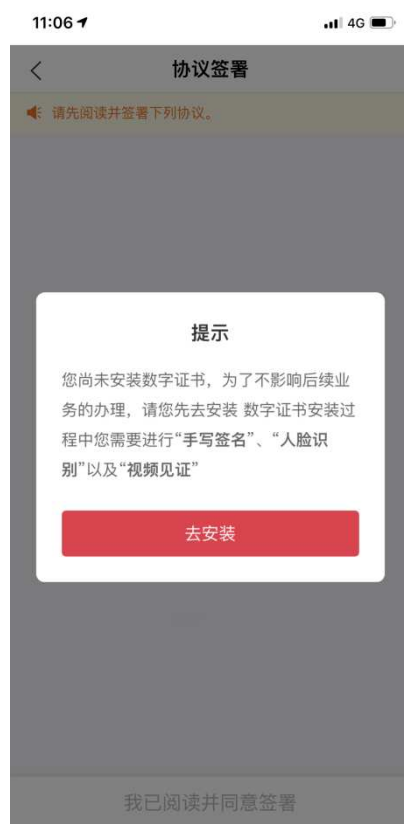 11:06
4G
协议签署
请先阅读并签署下列协议。
提示
您尚未安装数字证书，为了不影响后续业
务的办理，请您先去安装 数字证书安装过
程中您需要进行“手写签名”、“人脸识
别”以及“视频见证”
去安装
我已阅读并同意签署